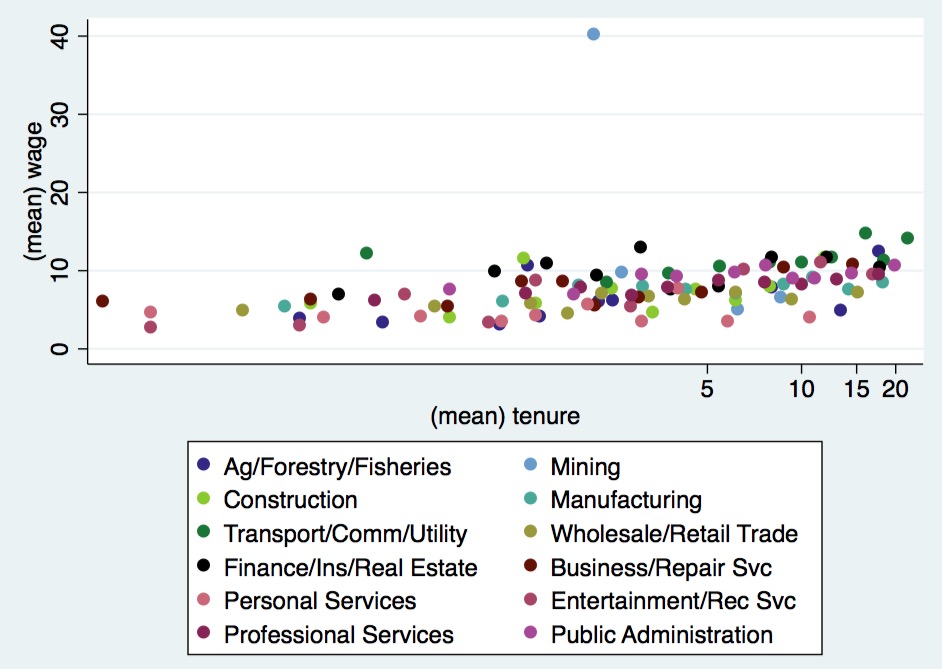 40
30
20
10
0
(mean) wage
5 10 15 20
(mean) tenure
Ag/Forestry/Fisheries Mining
Construction Manufacturing
Transport/Comm/Utility Wholesale/Retail Trade
Finance/Ins/Real Estate Business/Repair Svc
Personal Services Entertainment/Rec Svc
Professional Services Public Administration